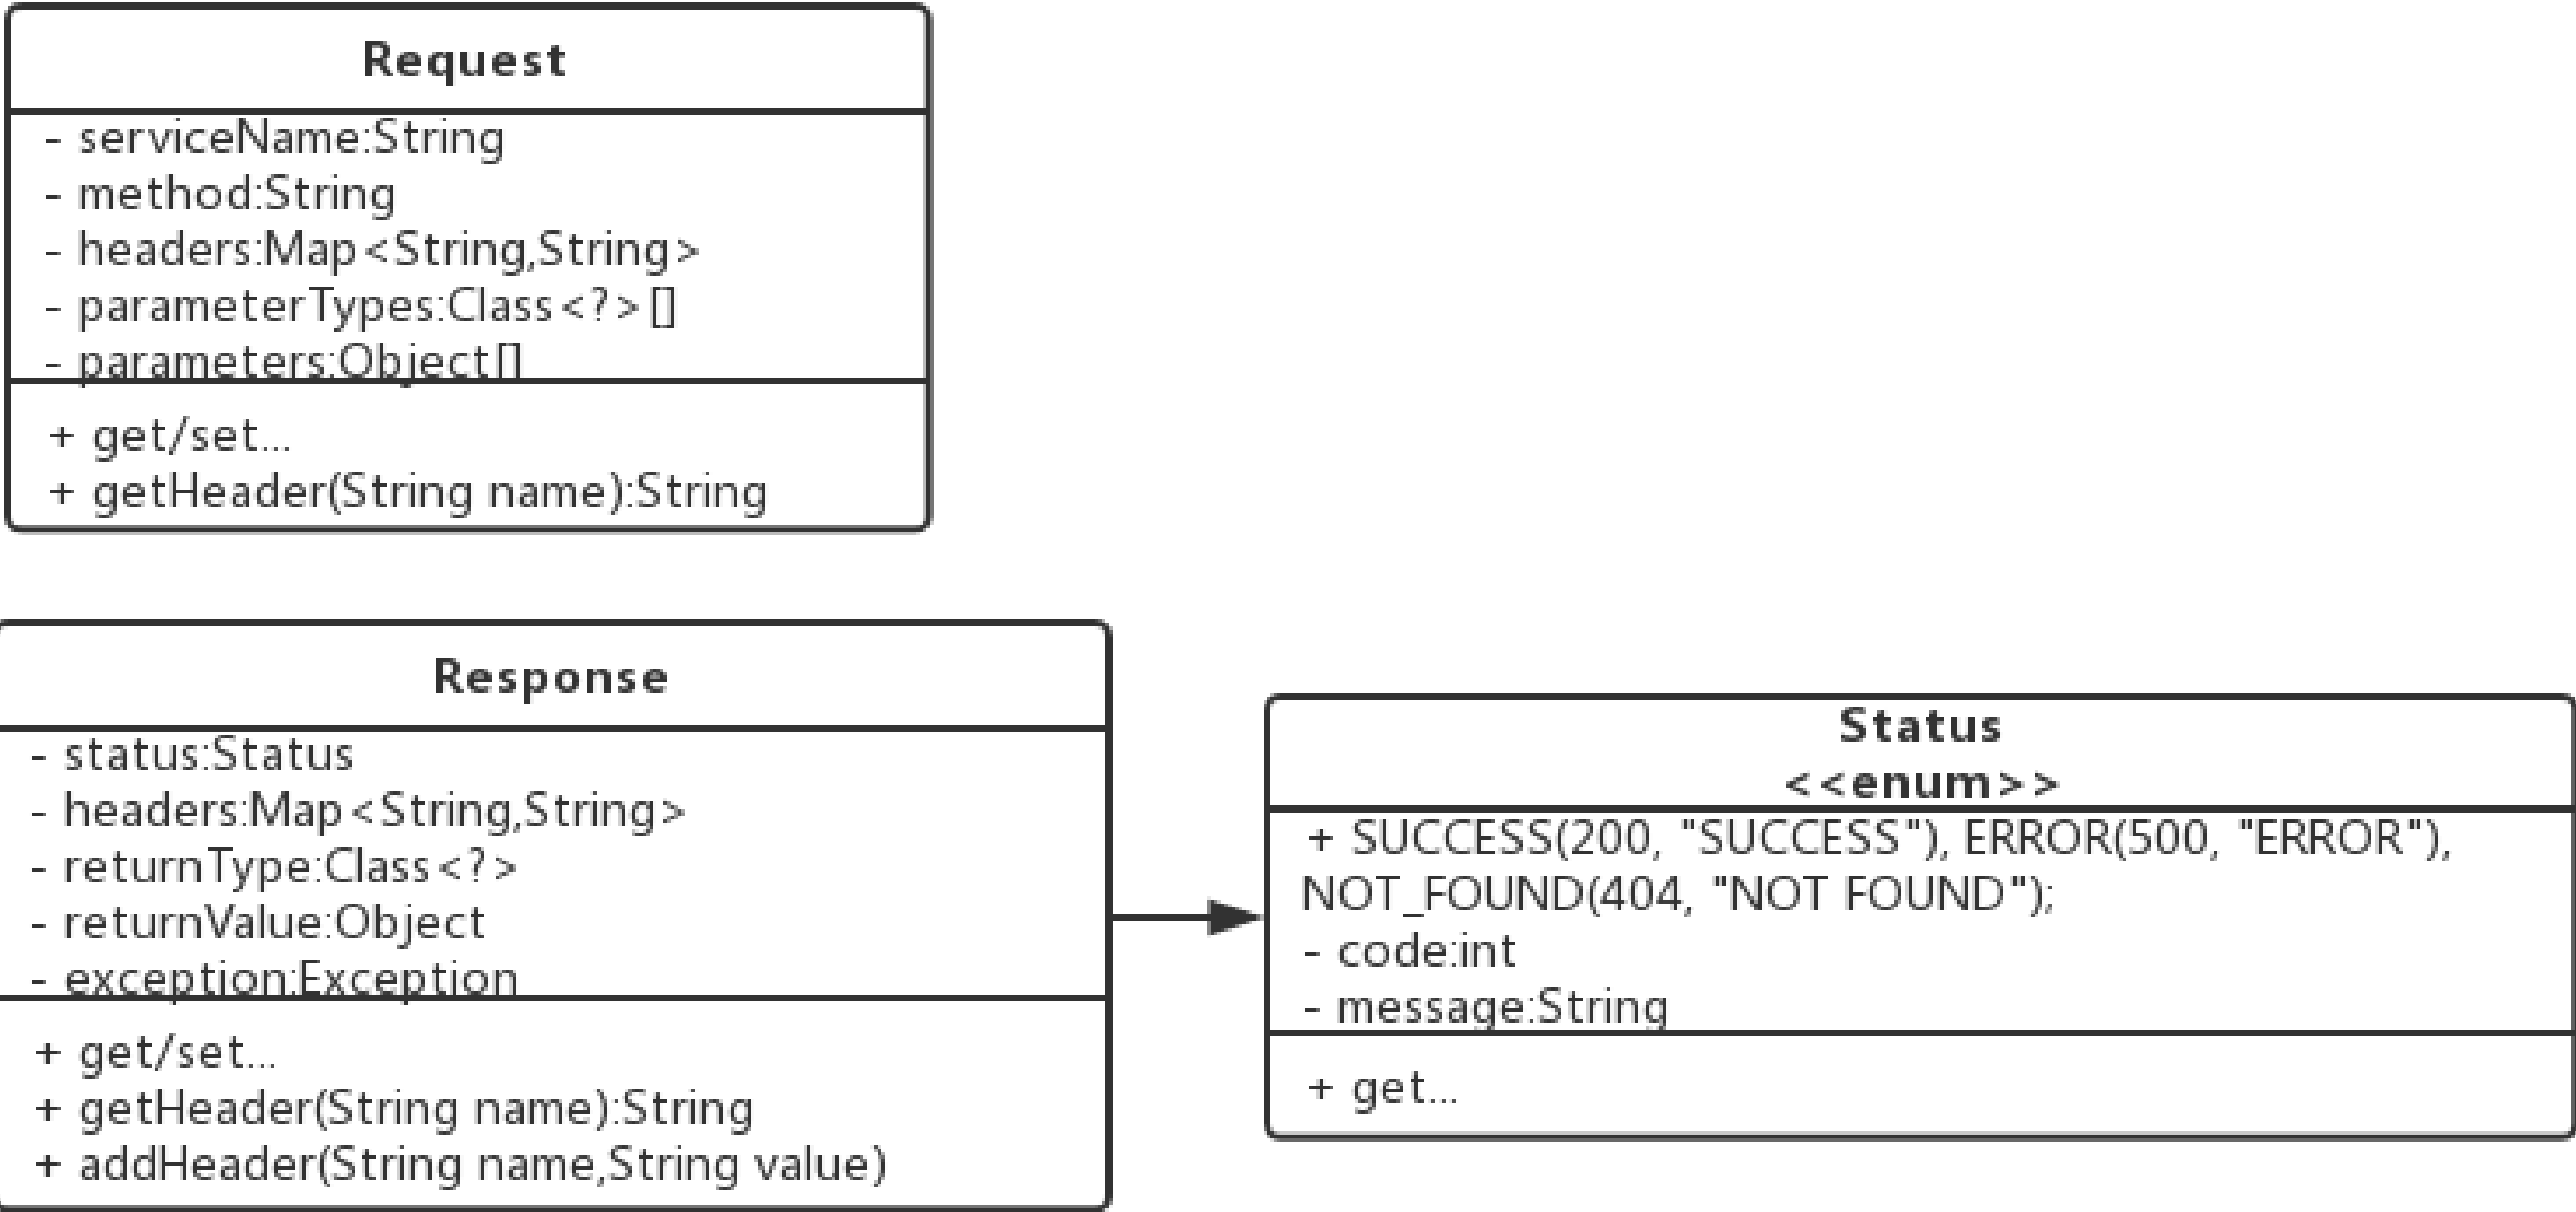 Request
- serviceName:String
- method:String
- headers:Map<String,String>
- parameterTypes:Class<?>[]
- parameters:Object[]
+ get/set...
+ getHeader(String name):String
Response
- status:Status
- headers:Map<String,String>
- returnType:Class<?>
- returnValue:Object
- exception:Exception
+ get/set...
+ getHeader(String name):String
+ addHeader(String name,String value)
Status
<<enum>>
+ SUCCESS(200, "SUCCESS"), ERROR(500, "ERROR"),
NOT_FOUND(404, "NOT FOUND");
- code:int
- message:String
+ get...